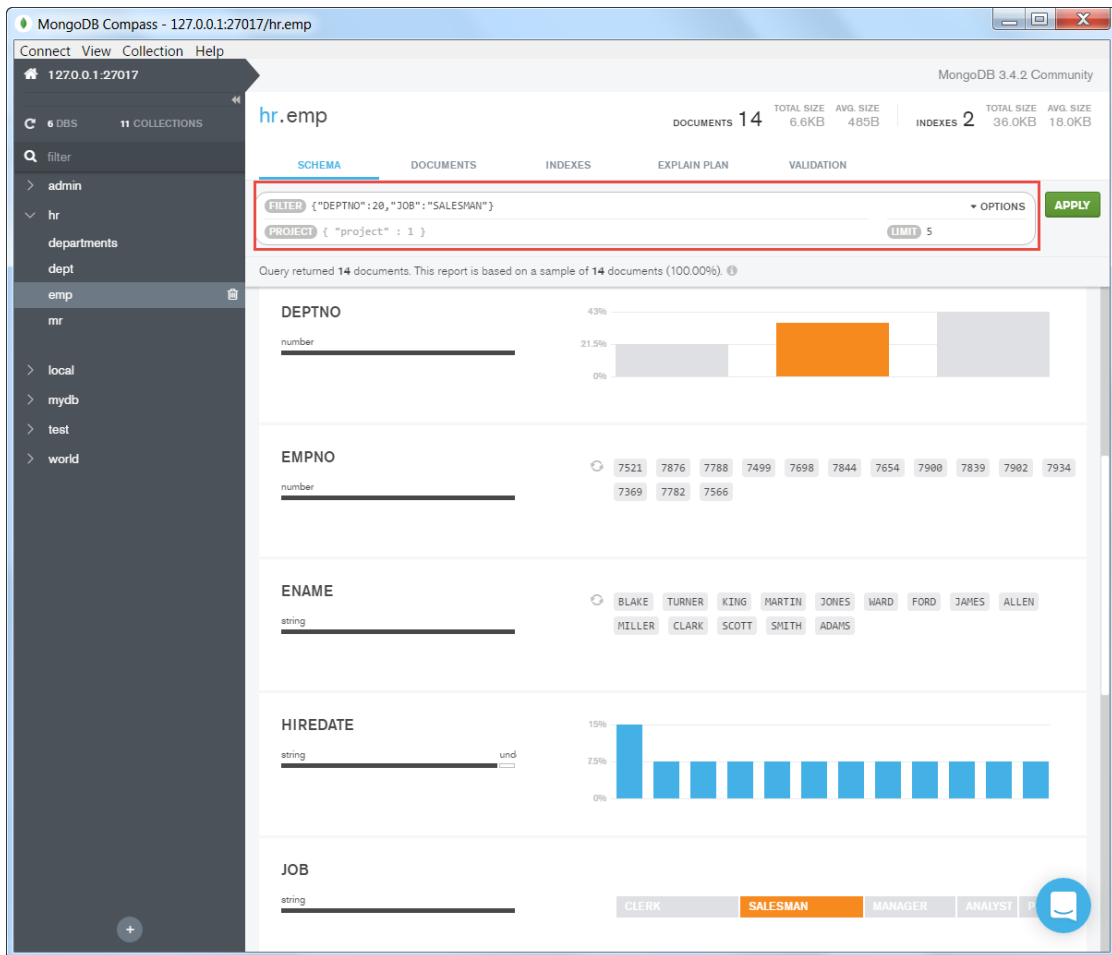 MongoDB Compass - 127.0.0.1:27017/hr.emp
Connect View Collection Help
127.0.0.1:27017
MongoDB 3.4.2 Community
6 DBS 11 COLLECTIONS
filter
admin
hr
departments
dept
emp
mr
local
mydb
test
world
hr.emp
DOCUMENTS 14 TOTAL SIZE 6.6KB AVG. SIZE 485B INDEXES 2 TOTAL SIZE 36.0KB AVG. SIZE 18.0KB
SCHEMA DOCUMENTS INDEXES EXPLAIN PLAN VALIDATION
FILTER {"DEPTNO":20,"JOB":"SALESMAN"} OPTIONS APPLY
PROJECT { "project" : 1 } LIMIT 5
Query returned 14 documents. This report is based on a sample of 14 documents (100.00%).
DEPTNO
number
43%
21.5%
0%
EMPNO
number
7521 7876 7788 7499 7698 7844 7654 7900 7839 7902 7934
7369 7782 7566
ENAME
string
BLAKE TURNER KING MARTIN JONES WARD FORD JAMES ALLEN
MILLER CLARK SCOTT SMITH ADAMS
HIREDATE
string und
15%
7.5%
0%
JOB
string
CLERK SALESMAN MANAGER ANALYST P